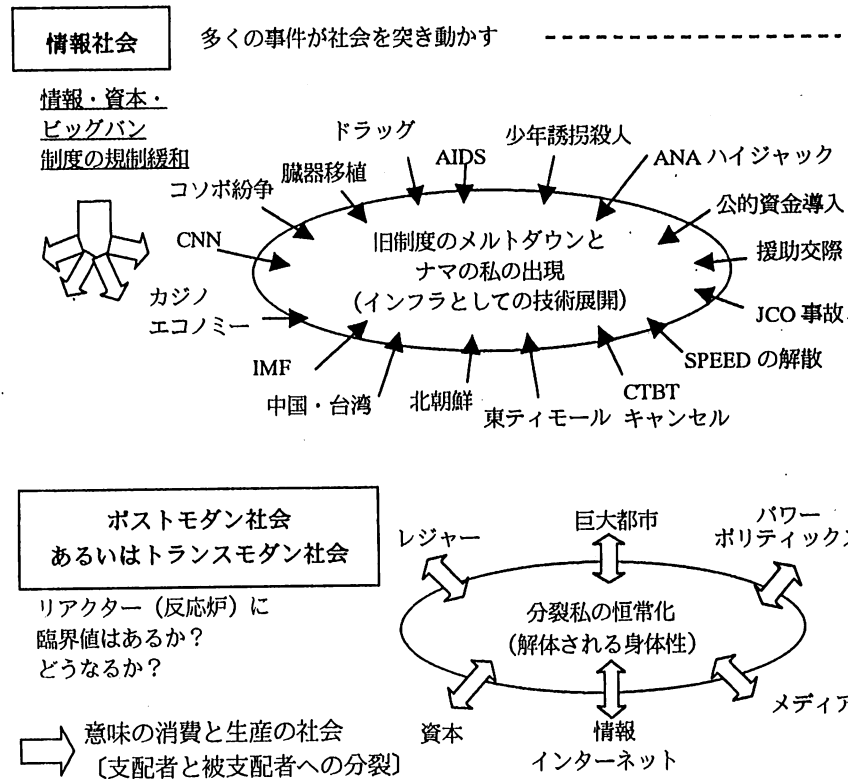 情報社会
多くの事件が社会を突き動かす
情報・資本・
ビッグバン
制度の規制緩和
ドラッグ
AIDS
少年誘拐殺人
ANA ハイジャック
臓器移植
コソボ紛争
公的資金導入
CNN
援助交際
旧制度のメルトダウンと
ナマの私の出現
(インフラとしての技術展開)
カジノ
エコノミー
JCO 事故
SPEED の解散
IMF
中国・台湾
北朝鮮
東ティモール
CTBT
キャンセル
ポストモダン社会
あるいはトランスモダン社会
リアクター(反応炉)に
臨界値はあるか?
どうなるか?
レジャー
巨大都市
パワー
ポリティックス
分裂私の恒常化
(解体される身体性)
資本
情報
インターネット
メディア
意味の消費と生産の社会
〔支配者と被支配者への分裂〕